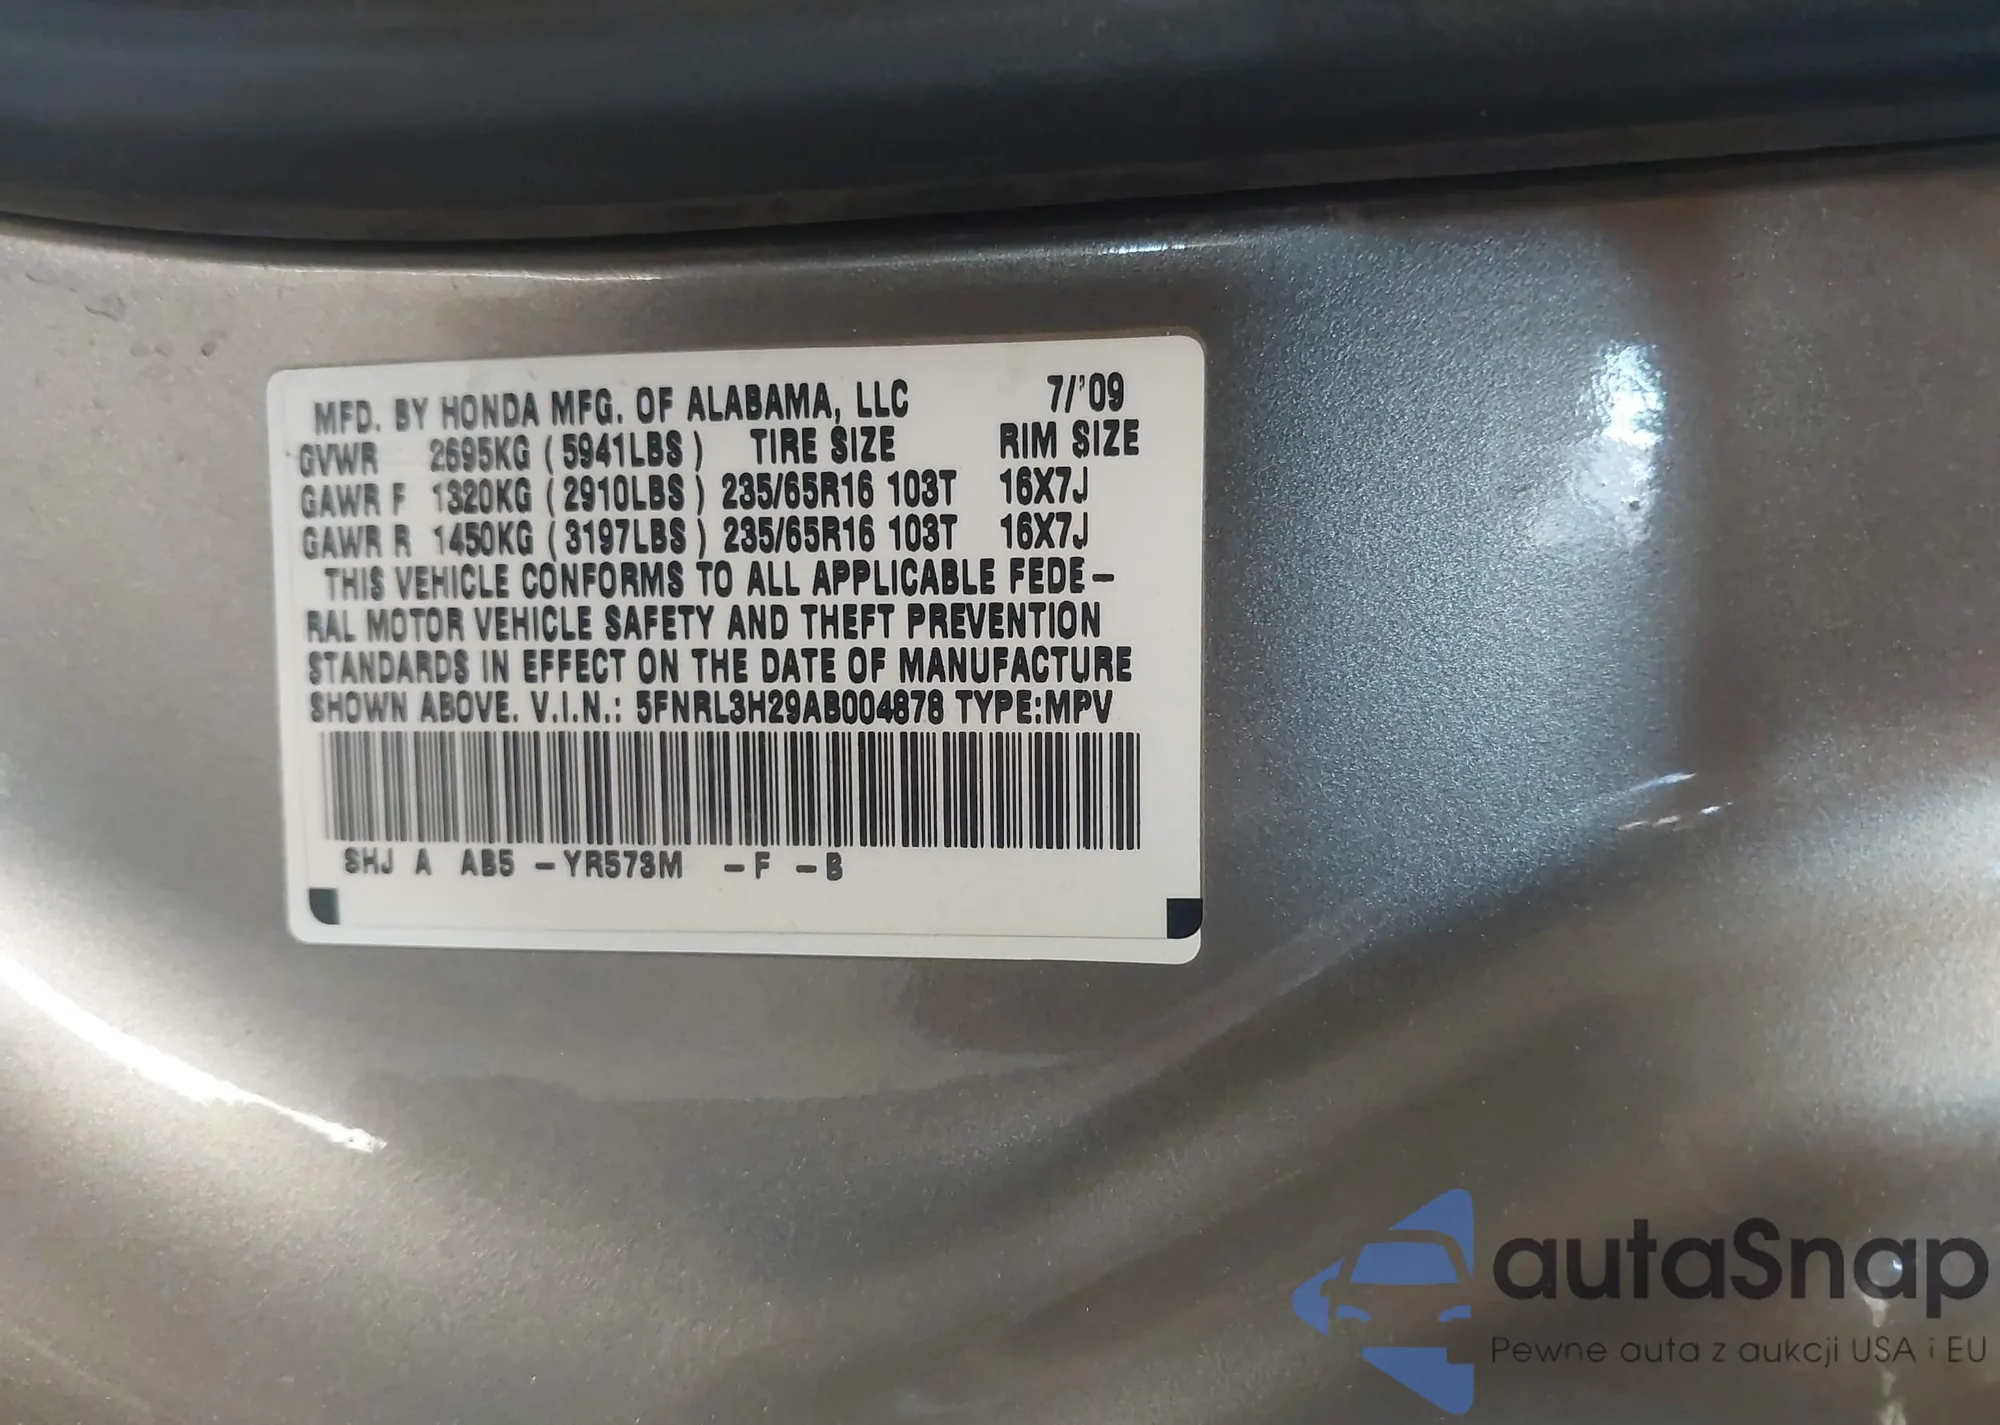 MFD. BY HONDA MFG. OF ALABAMA, LLC 7/'09
GVWR 2695KG ( 5941LBS ) TIRE SIZE RIM SIZE
GAWR F 1320KG ( 2910LBS ) 235/65R16 103T 16X7J
GAWR R 1450KG ( 3197LBS ) 235/65R16 103T 16X7J
THIS VEHICLE CONFORMS TO ALL APPLICABLE FEDE-
RAL MOTOR VEHICLE SAFETY AND THEFT PREVENTION
STANDARDS IN EFFECT ON THE DATE OF MANUFACTURE
SHOWN ABOVE. V.I.N.: 5FNRL3H29AB004878 TYPE:MPV
SHJ A AB5 -YR573M -F -B
autaSnap
Pewne auta z aukcji USA i EU